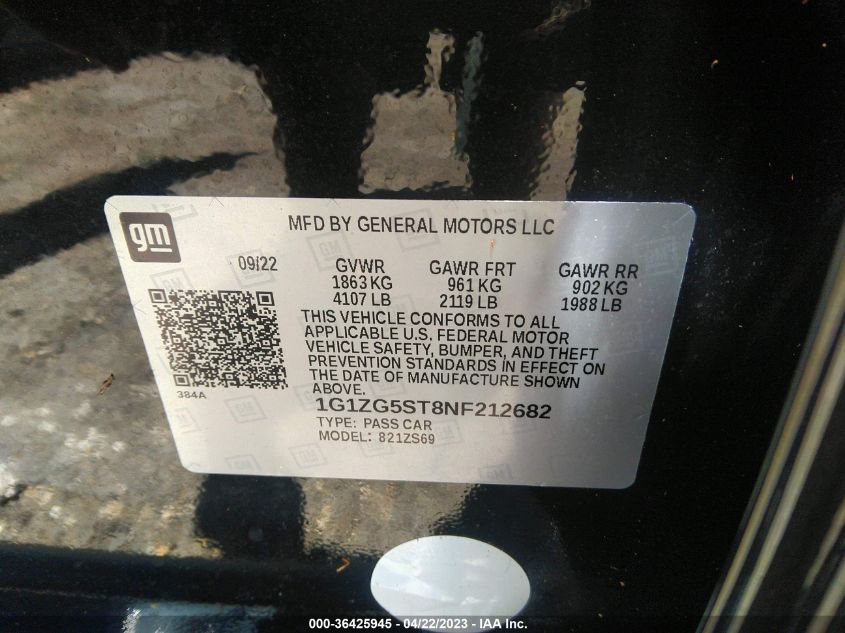 gm
MFD BY GENERAL MOTORS LLC
09/22 GVWR GAWR FRT GAWR RR
1863 KG 961 KG 902 KG
4107 LB 2119 LB 1988 LB
THIS VEHICLE CONFORMS TO ALL
APPLICABLE U.S. FEDERAL MOTOR
VEHICLE SAFETY, BUMPER, AND THEFT
PREVENTION STANDARDS IN EFFECT ON
THE DATE OF MANUFACTURE SHOWN
ABOVE.
384A
1G1ZG5ST8NF212682
TYPE: PASS CAR
MODEL: 821ZS69
000-36425945 - 04/22/2023 - IAA Inc.